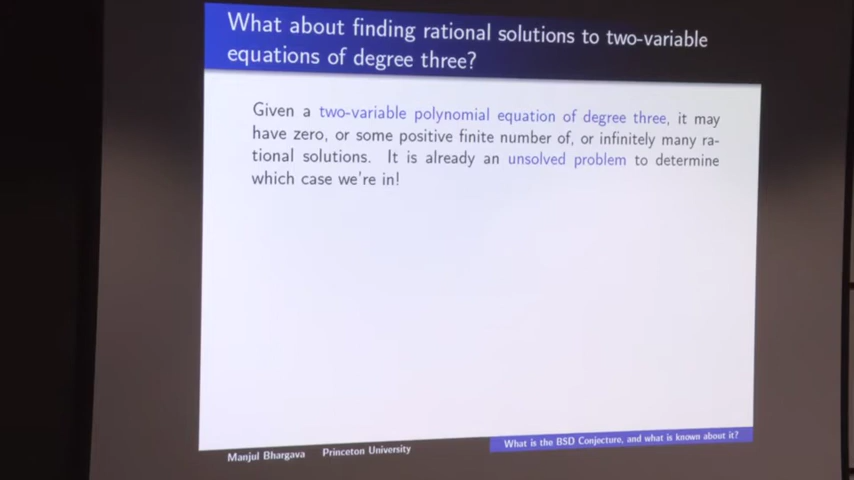 What about finding rational solutions to two-variable
equations of degree three?
Given a two-variable polynomial equation of degree three, it may
have zero, or some positive finite number of, or infinitely many ra-
tional solutions. It is already an unsolved problem to determine
which case we're in!
Manjul Bhargava Princeton University
What is the BSD Conjecture, and what is known about it?